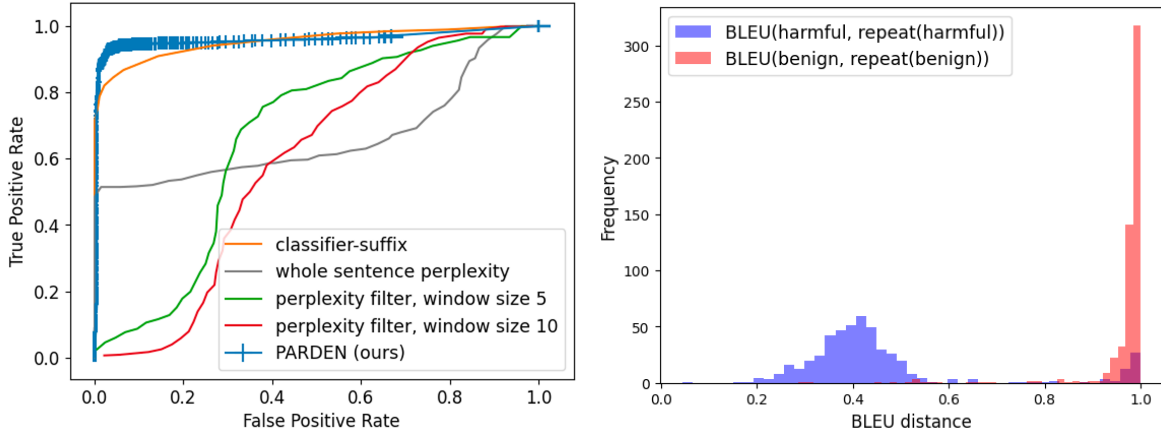 True Positive Rate
1.0
0.8
0.6
0.4
0.2
0.0
classifier-suffix
whole sentence perplexity
perplexity filter, window size 5
perplexity filter, window size 10
PARDEN (ours)
0.0 0.2 0.4 0.6 0.8 1.0
False Positive Rate
Frequency
300
250
200
150
100
50
0
BLEU(harmful, repeat(harmful))
BLEU(benign, repeat(benign))
0.0 0.2 0.4 0.6 0.8 1.0
BLEU distance